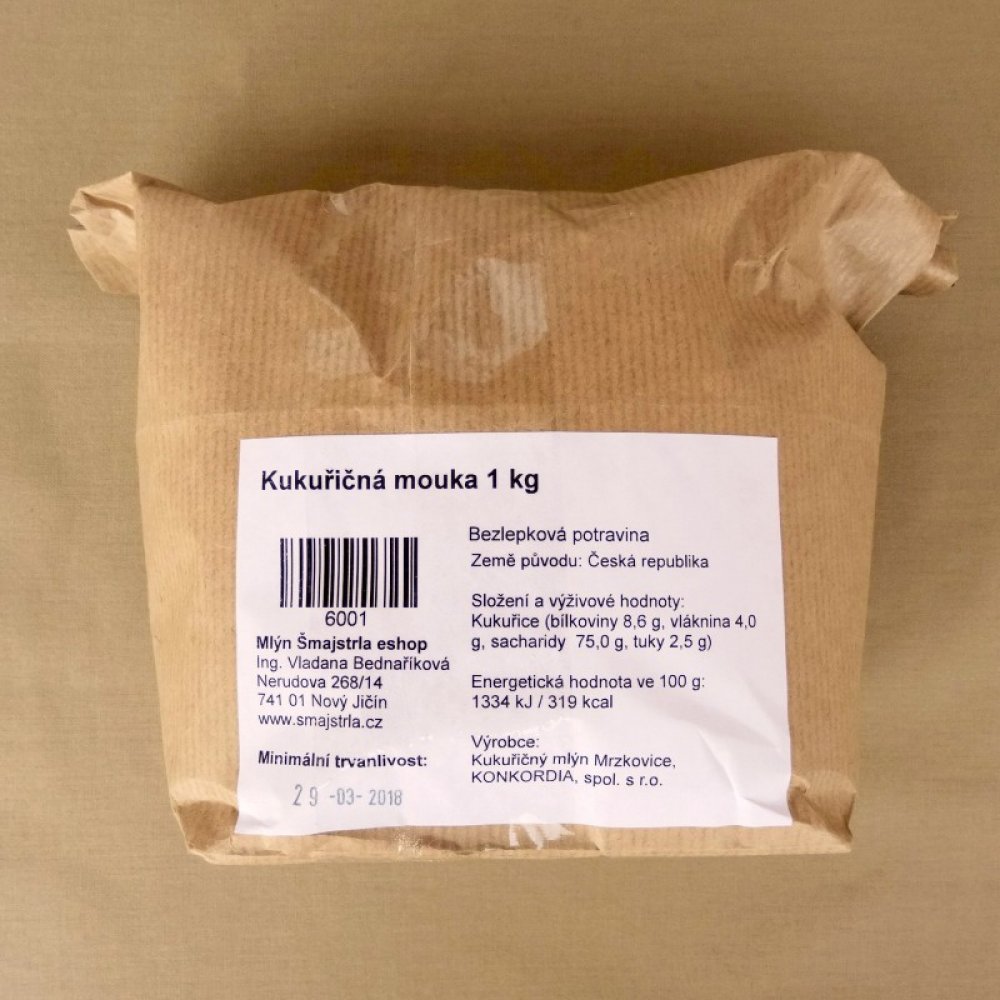 Kukuřičná mouka 1 kg
6001
Mlýn Šmajstrla eshop
Ing. Vladana Bednaříková
Nerudova 268/14
741 01 Nový Jičín
www.smajstrla.cz
Minimální trvanlivost:
29 -03- 2018
Bezlepková potravina
Země původu: Česká republika
Složení a výživové hodnoty:
Kukuřice (bílkoviny 8,6 g, vláknina 4,0
g, sacharidy 75,0 g, tuky 2,5 g)
Energetická hodnota ve 100 g:
1334 kJ / 319 kcal
Výrobce:
Kukuřičný mlýn Mrzkovice,
KONKORDIA, spol. s r.o.